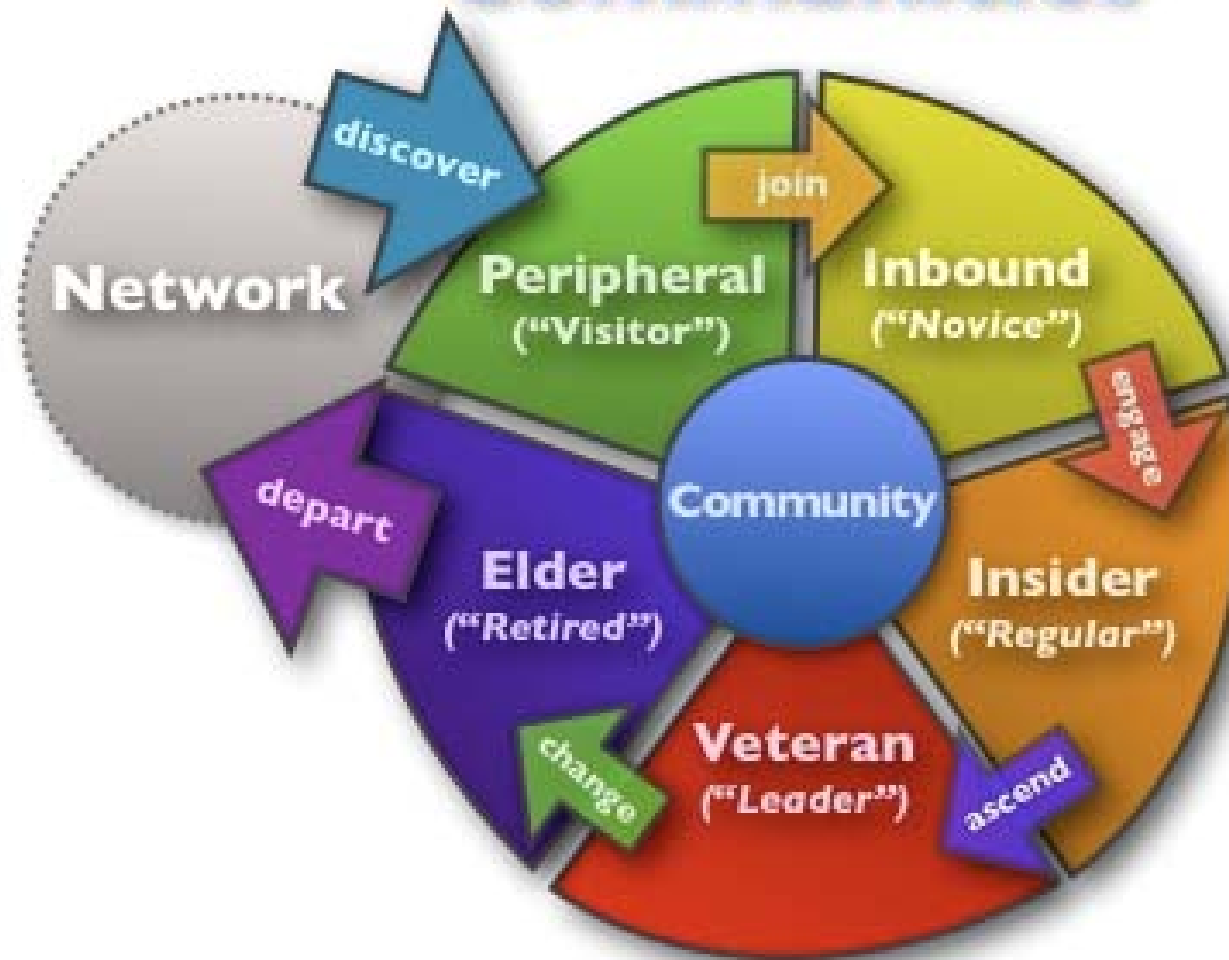 discover
Network
Peripheral
(“Visitor”)
join
Inbound
(“Novice”)
engage
Community
Insider
(“Regular”)
ascend
Veteran
(“Leader”)
change
Elder
(“Retired”)
depart